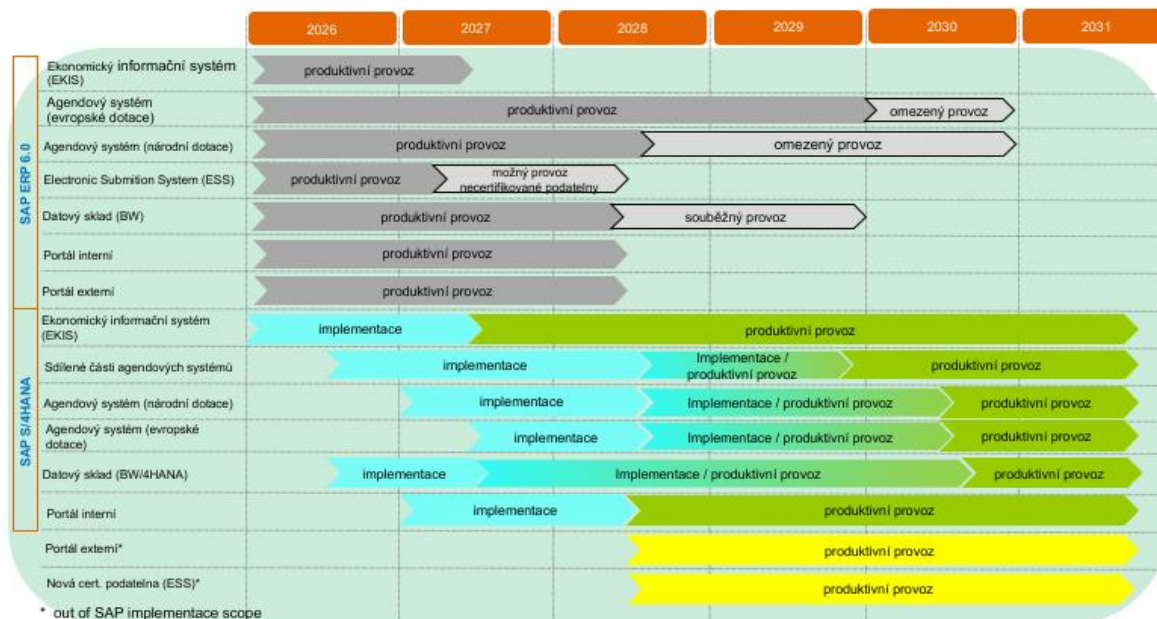 2026 2027 2028 2029 2030 2031
SAP ERP 6.0
Ekonomický informační systém
(EKIS)
produktivní provoz
Agendový systém
(evropské dotace)
produktivní provoz
omezený provoz
Agendový systém (národní dotace)
produktivní provoz
omezený provoz
Electronic Submition System (ESS)
produktivní provoz
možný provoz
necertifikované podatelny
Datový sklad (BW)
produktivní provoz
souběžný provoz
Portál interní
produktivní provoz
Portál externí
produktivní provoz
SAP S/4HANA
Ekonomický informační systém
(EKIS)
implementace
produktivní provoz
Sdílené části agendových systémů
implementace
Implementace /
produktivní provoz
produktivní provoz
Agendový systém (národní dotace)
implementace
Implementace / produktivní provoz
produktivní provoz
Agendový systém (evropské
dotace)
implementace
Implementace / produktivní provoz
produktivní provoz
Datový sklad (BW/4HANA)
implementace
Implementace / produktivní provoz
produktivní provoz
Portál interní
implementace
produktivní provoz
Portál externí*
produktivní provoz
Nová cert. podatelna (ESS)*
produktivní provoz
* out of SAP implementace scope